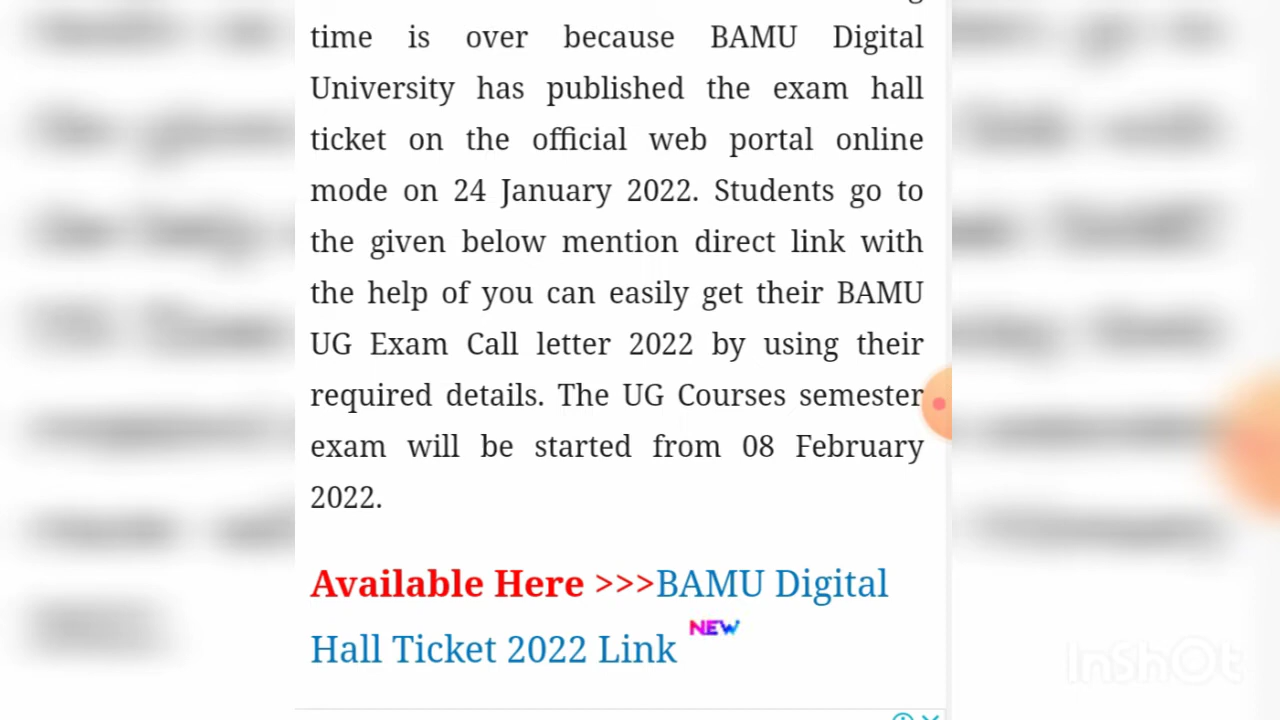 time is over because BAMU Digital
University has published the exam hall
ticket on the official web portal online
mode on 24 January 2022. Students go to
the given below mention direct link with
the help of you can easily get their BAMU
UG Exam Call letter 2022 by using their
required details. The UG Courses semester
exam will be started from 08 February
2022.
Available Here >>>BAMU Digital
Hall Ticket 2022 Link NEW
InShOt